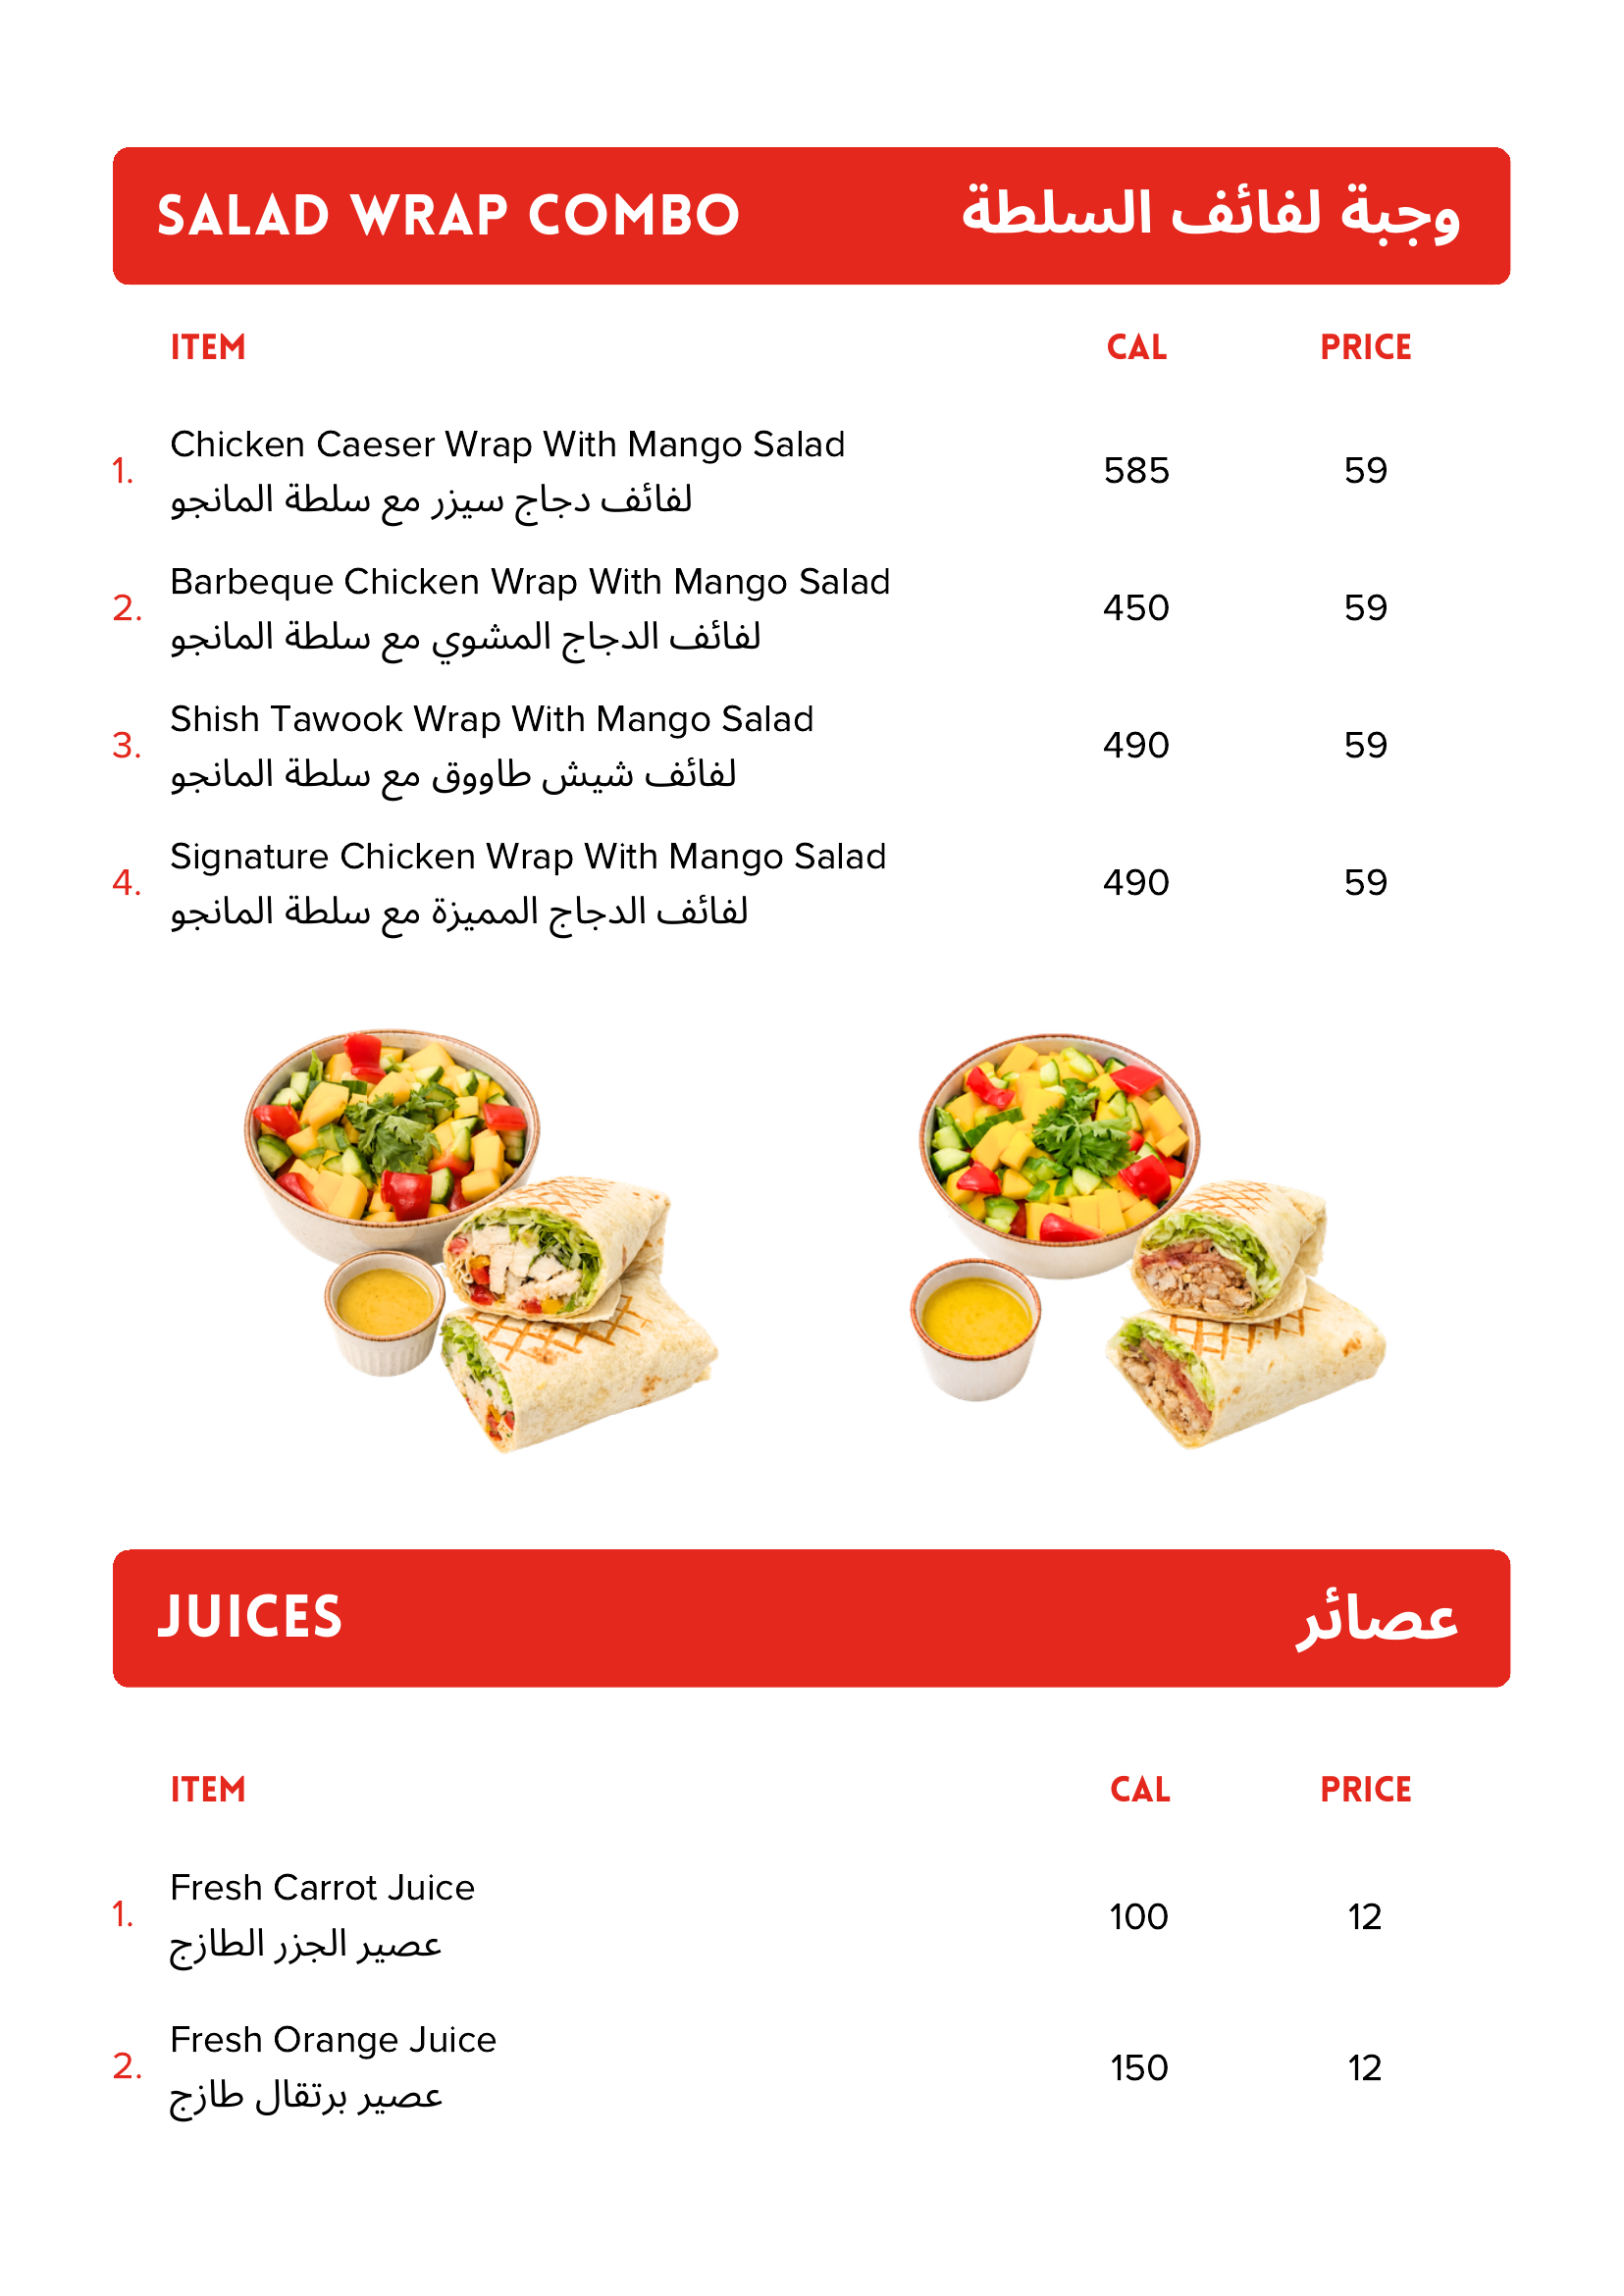 SALAD WRAP COMBO وجبة لفائف السلطة
ITEM CAL PRICE
Chicken Caeser Wrap With Mango Salad
1. 585 59
لفائف دجاج سيزر مع سلطة المانجو
Barbeque Chicken Wrap With Mango Salad
2. 450 59
لفائف الدجاج المشوي مع سلطة المانجو
Shish Tawook Wrap With Mango Salad
3. 490 59
لفائف شيش طاووق مع سلطة المانجو
Signature Chicken Wrap With Mango Salad
4. 490 59
لفائف الدجاج المميزة مع سلطة المانجو
JUICES عصائر
ITEM CAL PRICE
Fresh Carrot Juice
1. 100 12
عصير الجزر الطازج
Fresh Orange Juice
2. 150 12
عصير برتقال طازج